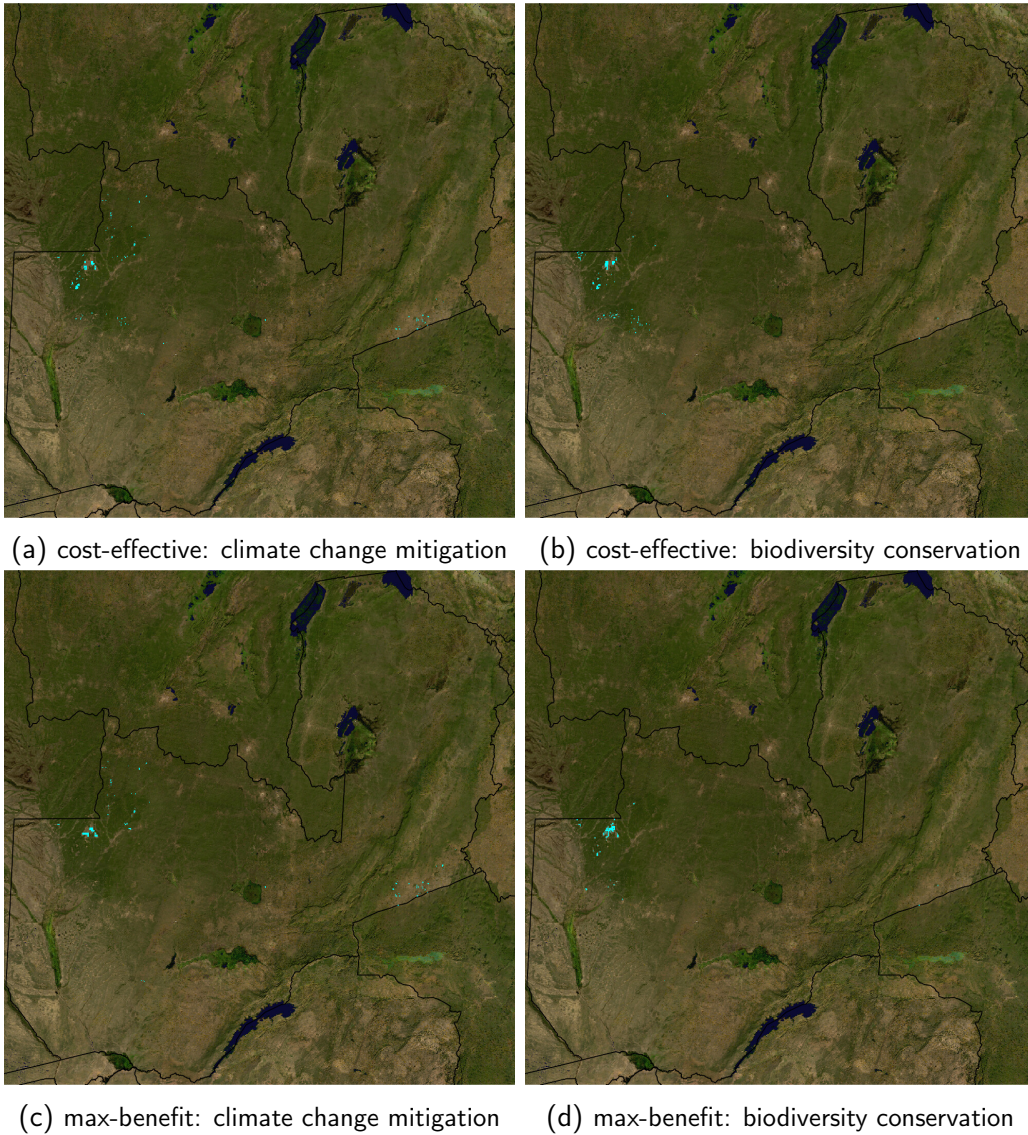 (a) cost-effective: climate change mitigation
(b) cost-effective: biodiversity conservation
(c) max-benefit: climate change mitigation
(d) max-benefit: biodiversity conservation